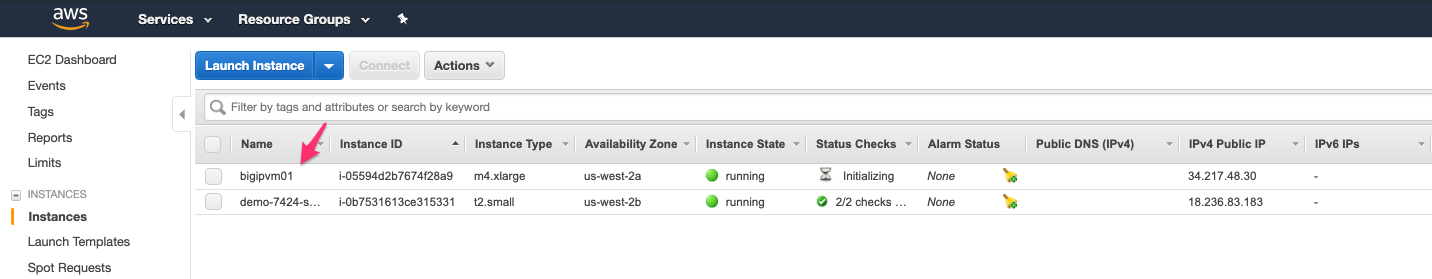 aws Services Resource Groups
EC2 Dashboard
Events
Tags
Reports
Limits
INSTANCES
Instances
Launch Templates
Spot Requests
Launch Instance Connect Actions
Filter by tags and attributes or search by keyword
Name Instance ID Instance Type Availability Zone Instance State Status Checks Alarm Status Public DNS (IPv4) IPv4 Public IP IPv6 IPs
bigipvm01 i-05594d2b7674f28a9 m4.xlarge us-west-2a running Initializing None 34.217.48.30 -
demo-7424-s... i-0b7531613ce315331 t2.small us-west-2b running 2/2 checks ... None 18.236.83.183 -